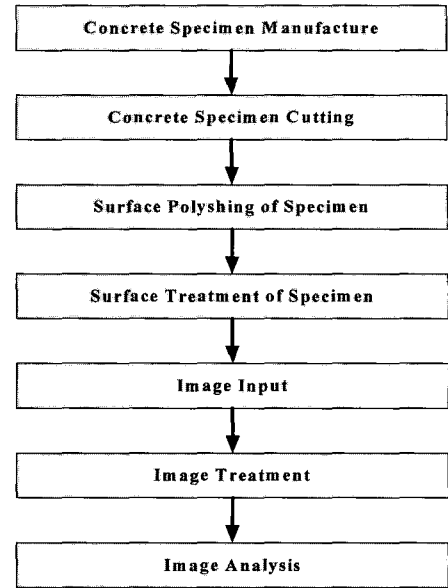 Concrete Specimen Manufacture
Concrete Specimen Cutting
Surface Polyshing of Specimen
Surface Treatment of Specimen
Image Input
Image Treatment
Image Analysis